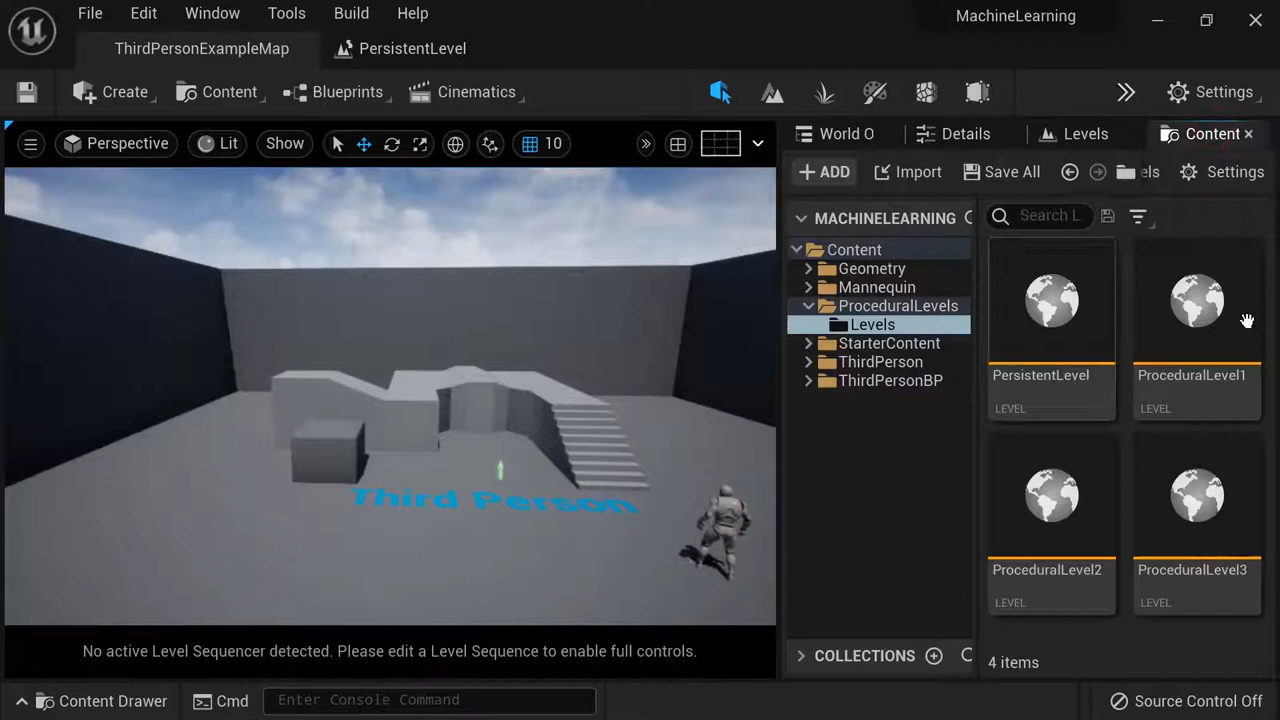 File Edit Window Tools Build Help
MachineLearning
ThirdPersonExampleMap
PersistentLevel
Create
Content
Blueprints
Cinematics
Settings
Perspective
Lit
Show
10
World O
Details
Levels
Content
ADD
Import
Save All
els
Settings
MACHINELEARNING
Search L
Content
Geometry
Mannequin
ProceduralLevels
Levels
StarterContent
ThirdPerson
ThirdPersonBP
PersistentLevel
LEVEL
ProceduralLevel1
LEVEL
ProceduralLevel2
LEVEL
ProceduralLevel3
LEVEL
Third Person
No active Level Sequencer detected. Please edit a Level Sequence to enable full controls.
COLLECTIONS
4 items
Content Drawer
Cmd
Enter Console Command
Source Control Off